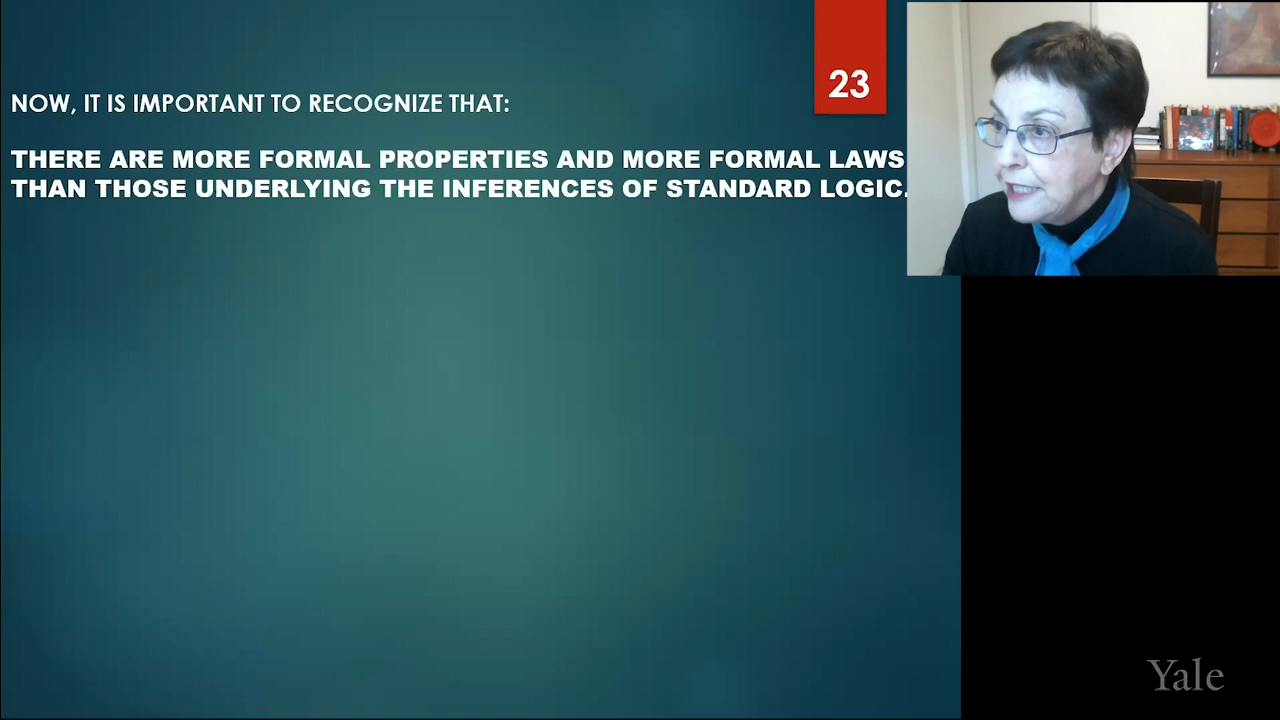 NOW, IT IS IMPORTANT TO RECOGNIZE THAT:
23
THERE ARE MORE FORMAL PROPERTIES AND MORE FORMAL LAWS
THAN THOSE UNDERLYING THE INFERENCES OF STANDARD LOGIC.
Yale